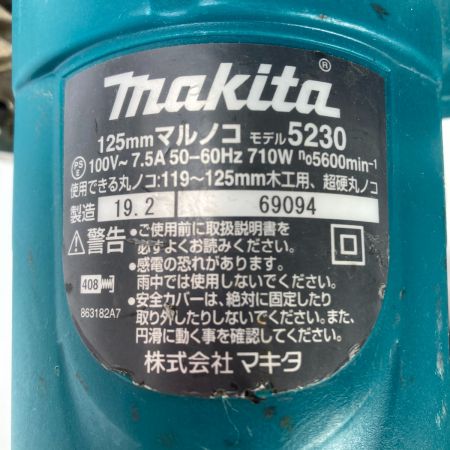 makita®
125mmマルノコ モデル5230
PSE 100V~7.5A 50-60Hz 710W n₀5600min⁻¹
使用できる丸ノコ:119~125mm木工用、超硬丸ノコ
製造 19.2 69094
⚠警告 •ご使用前に取扱説明書を
必ずよくお読みください。
•感電の恐れがあります。
雨中では使用しないでください。
408
•安全カバーは、絶対に固定したり
863182A7
取り外したりしないでください。また、
円滑に動く事を確認してください。
株式会社マキタ